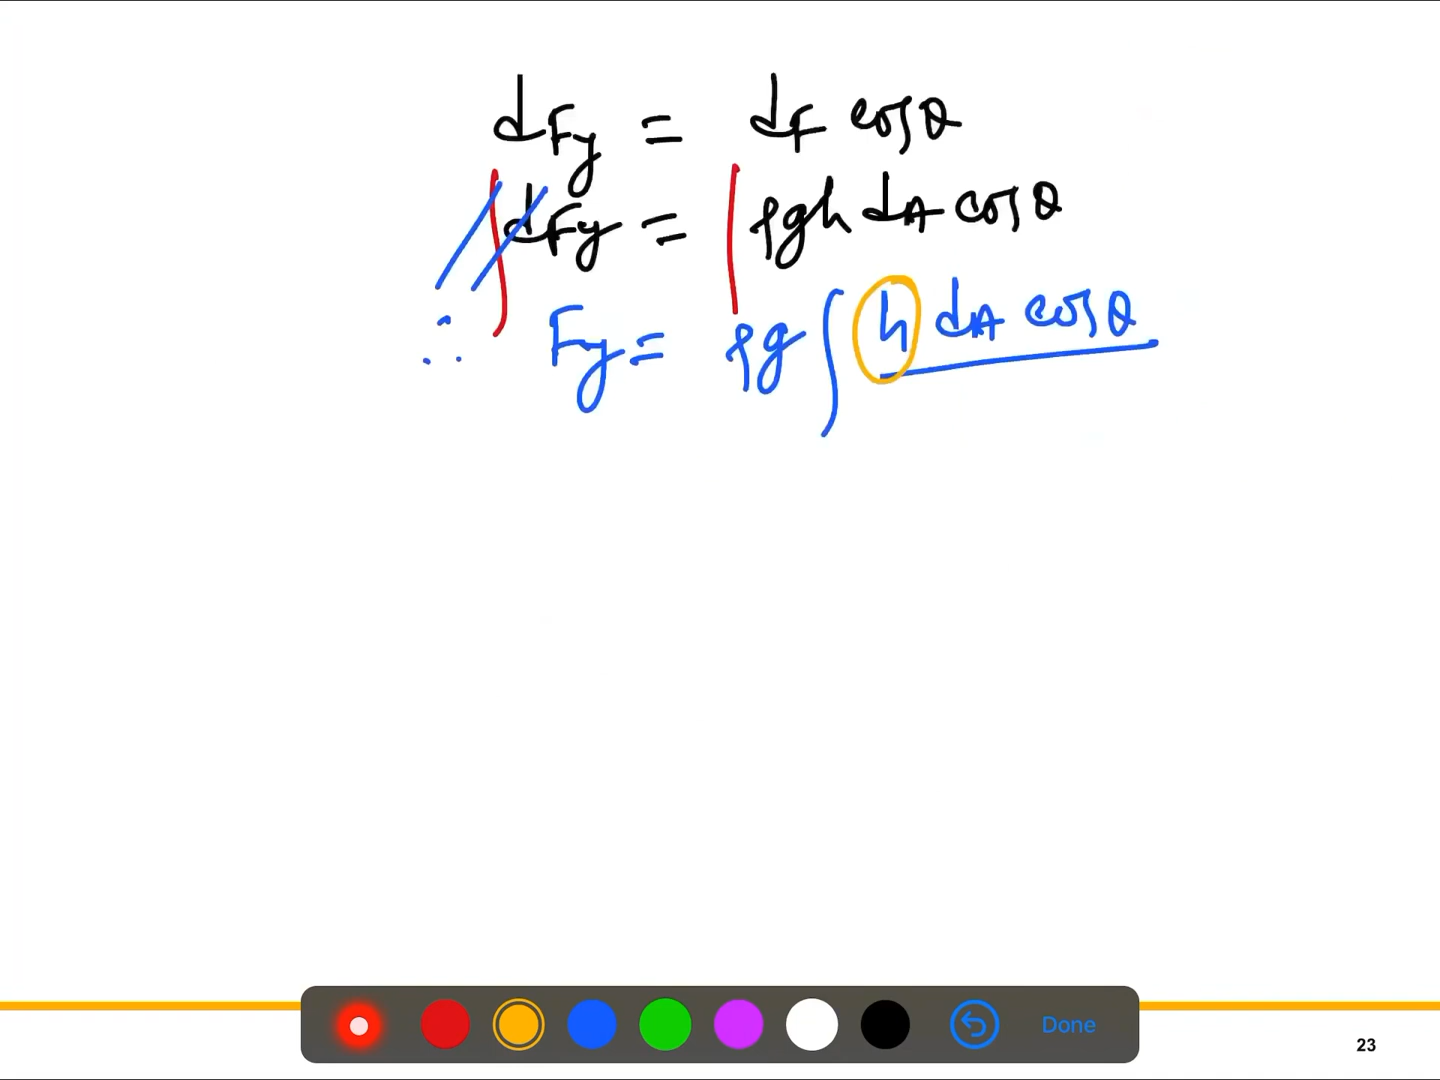 dFy = dF cosθ
∫dFy = ∫ρgh dA cosθ
∴ Fy = ρg ∫ h dA cosθ
Done
23